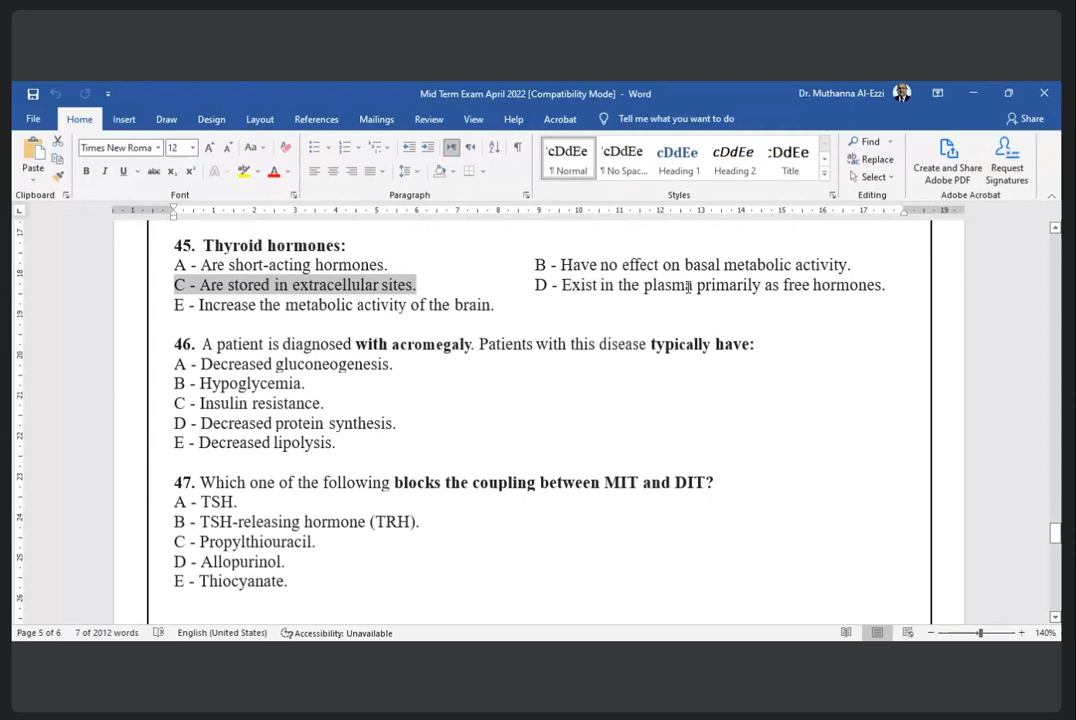 Mid Term Exam April 2022 [Compatibility Mode] - Word
Dr. Muthanna Al-Ezzi
File Home Insert Draw Design Layout References Mailings Review View Help Acrobat Tell me what you want to do Share
Paste
Times New Roma 12
Clipboard Font Paragraph
¶ Normal ¶ No Spac... Heading 1 Heading 2 Title
Styles
Find
Replace
Select
Editing
Create and Share Adobe PDF
Request Signatures
Adobe Acrobat
45. Thyroid hormones:
A - Are short-acting hormones. B - Have no effect on basal metabolic activity.
C - Are stored in extracellular sites. D - Exist in the plasma primarily as free hormones.
E - Increase the metabolic activity of the brain.
46. A patient is diagnosed with acromegaly. Patients with this disease typically have:
A - Decreased gluconeogenesis.
B - Hypoglycemia.
C - Insulin resistance.
D - Decreased protein synthesis.
E - Decreased lipolysis.
47. Which one of the following blocks the coupling between MIT and DIT?
A - TSH.
B - TSH-releasing hormone (TRH).
C - Propylthiouracil.
D - Allopurinol.
E - Thiocyanate.
Page 5 of 6 7 of 2012 words English (United States) Accessibility: Unavailable 140%